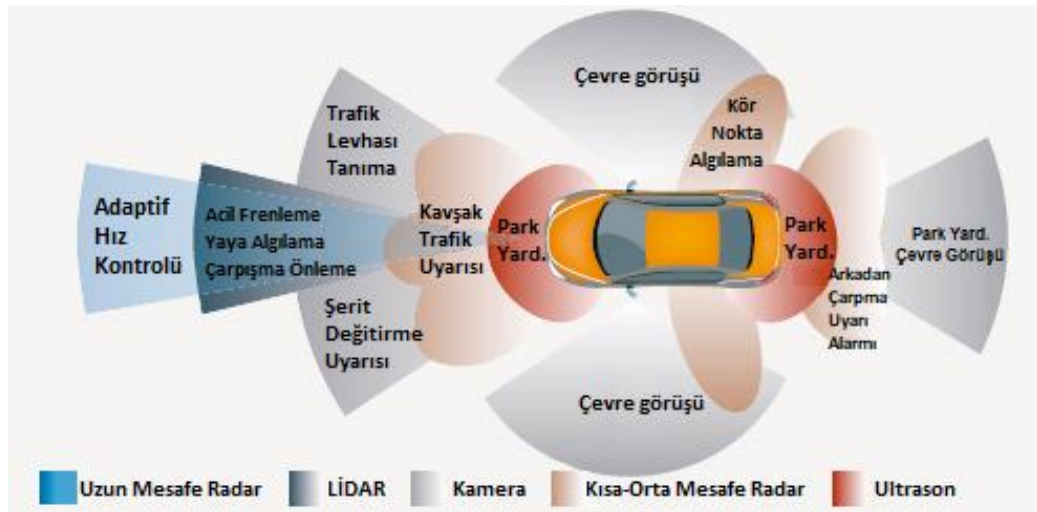 Çevre görüşü
Trafik
Levhası
Tanıma
Kör
Nokta
Algılama
Adaptif
Hız
Kontrolü
Acil Frenleme
Yaya Algılama
Çarpışma Önleme
Kavşak
Trafik
Uyarısı
Park
Yard.
Park
Yard.
Park Yard.
Çevre Görüşü
Arkadan
Çarpma
Uyarı
Alarmı
Şerit
Değitirme
Uyarısı
Çevre görüşü
Uzun Mesafe Radar
LİDAR
Kamera
Kısa-Orta Mesafe Radar
Ultrason